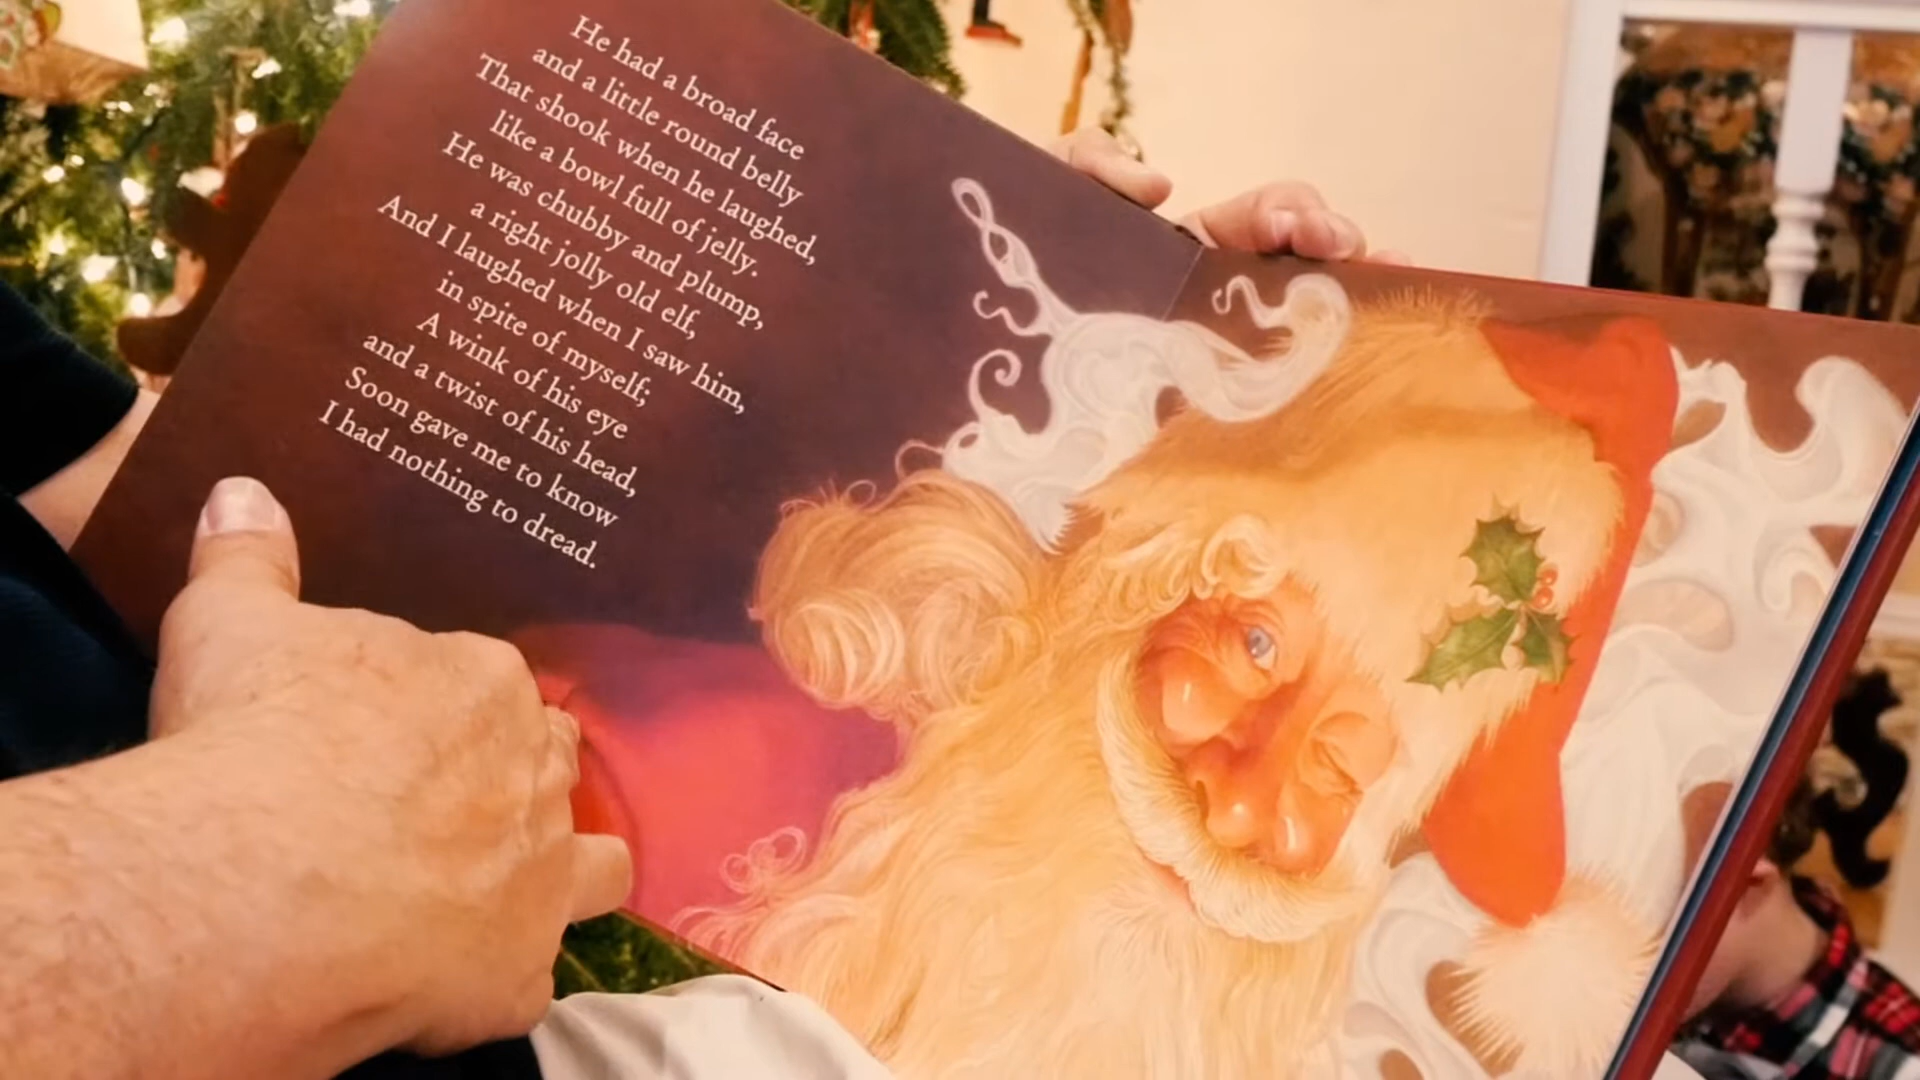 He had a broad face
and a little round belly
That shook when he laughed,
like a bowl full of jelly.
He was chubby and plump,
a right jolly old elf,
And I laughed when I saw him,
in spite of myself;
A wink of his eye
and a twist of his head,
Soon gave me to know
I had nothing to dread.